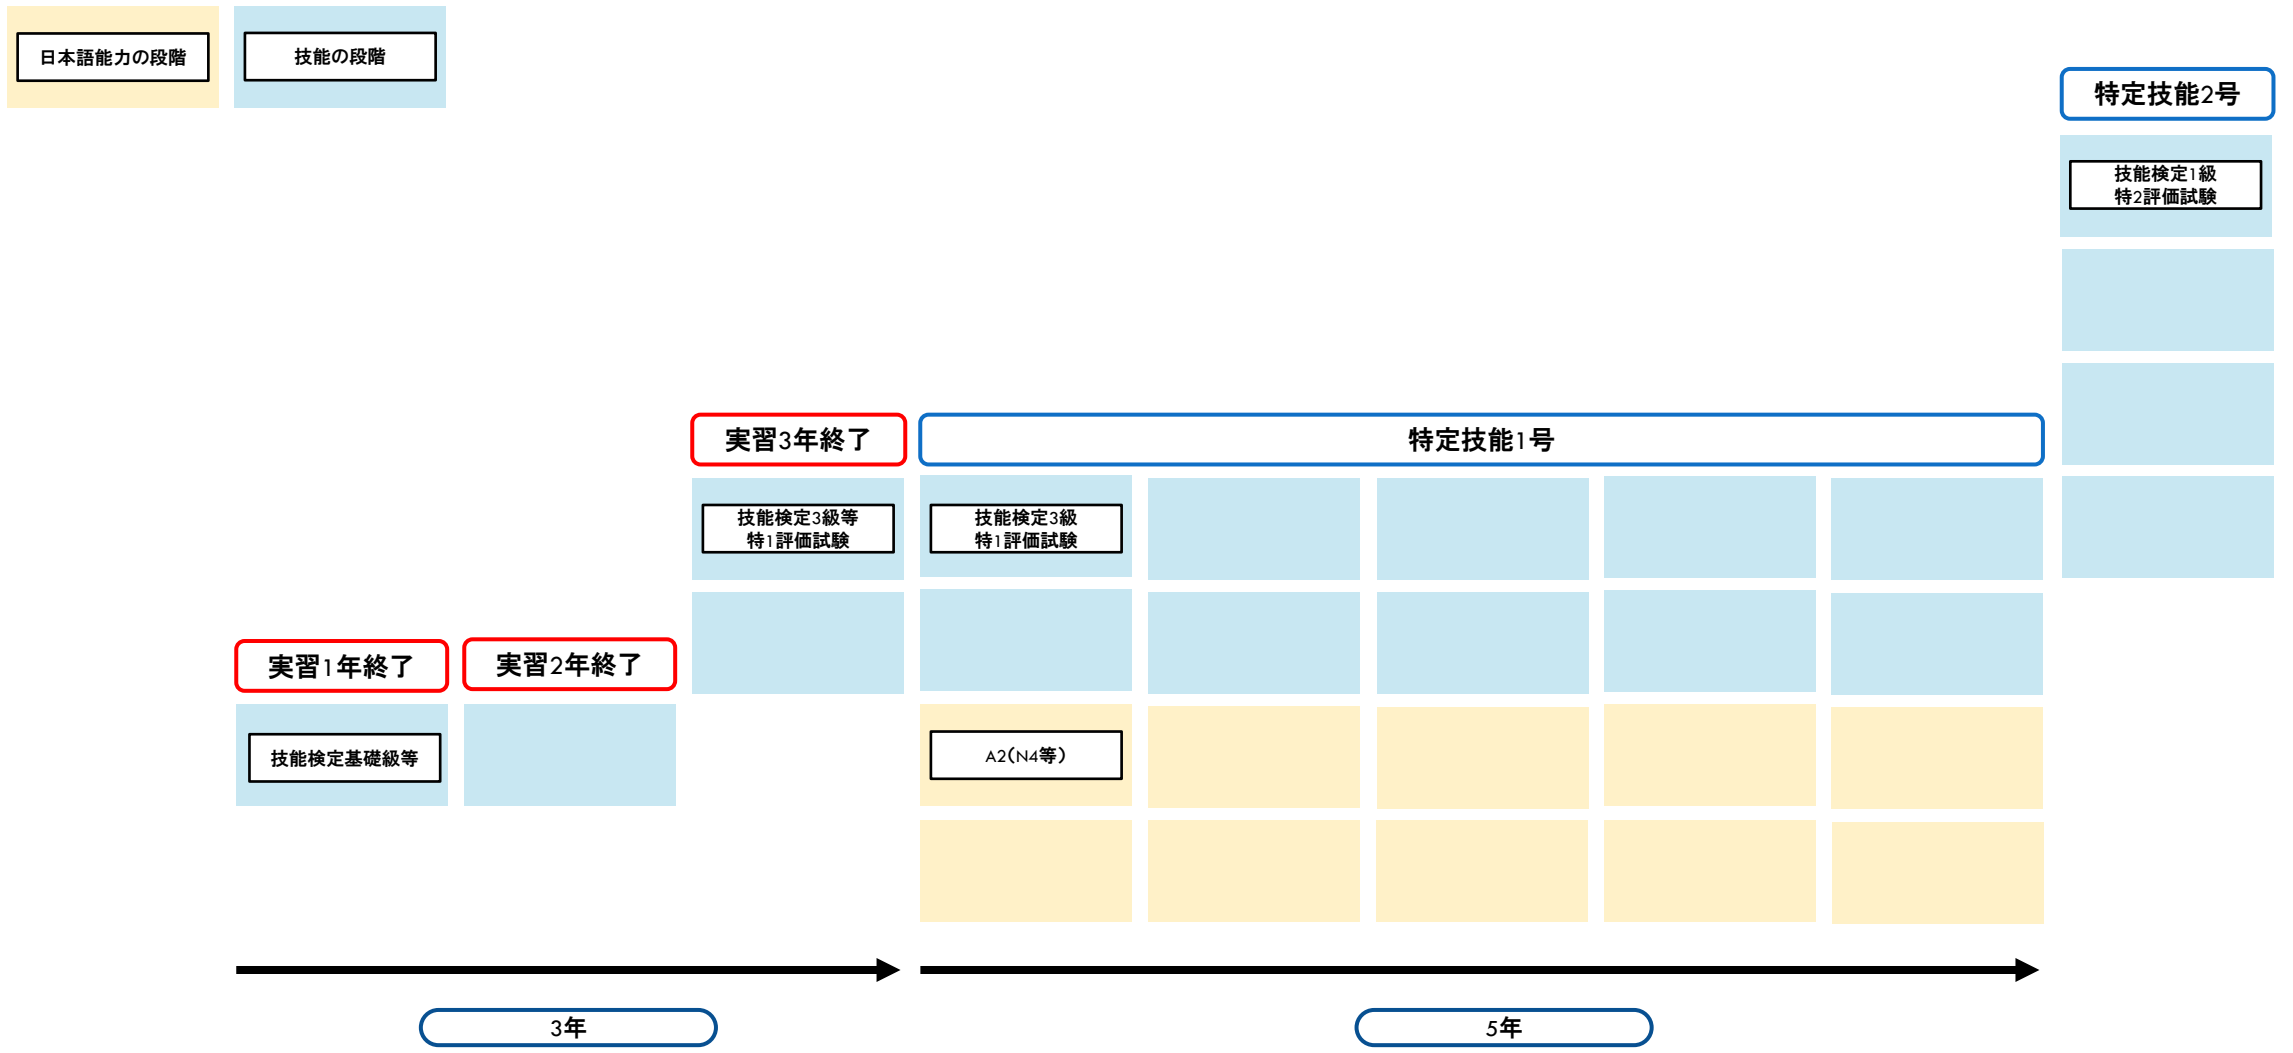 日本語能力の段階
技能の段階
特定技能2号
技能検定1級
特2評価試験
実習3年終了
特定技能1号
技能検定3級等
特1評価試験
技能検定3級
特1評価試験
実習1年終了
実習2年終了
技能検定基礎級等
A2(N4等)
3年
5年